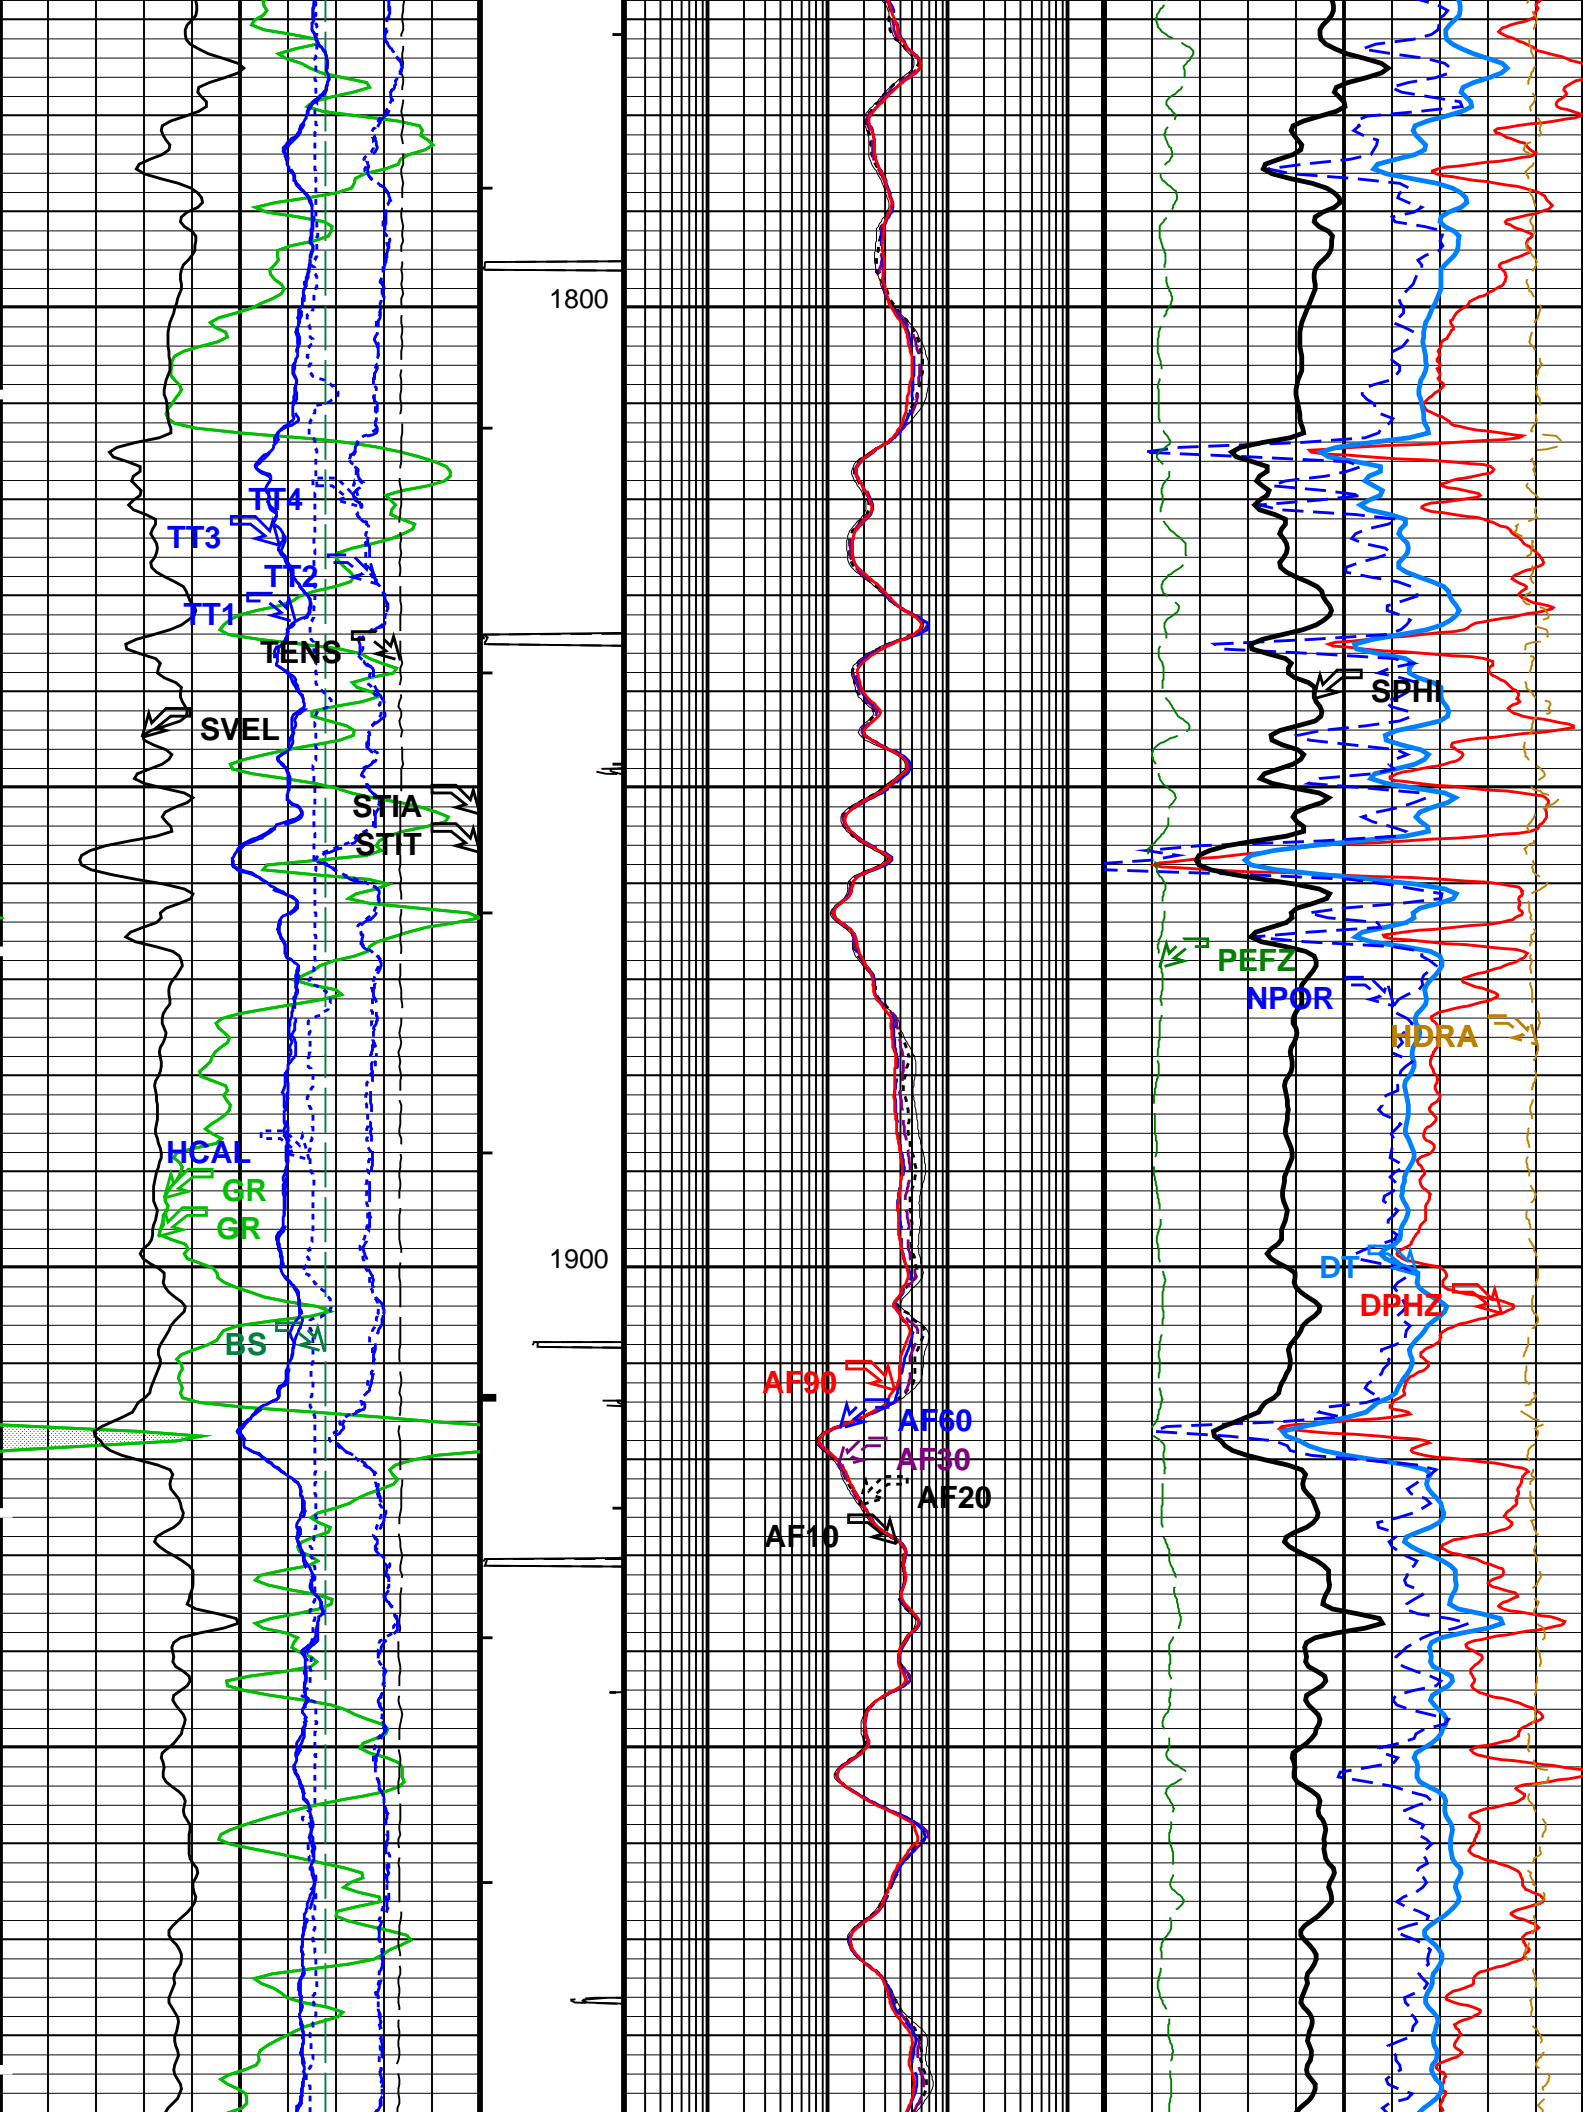 1800
TT4
TT3
TT2
TT1
TENS
SPHI
SVEL
STIA
STIT
PEFZ
NPOR
HDRA
HCAL
GR
GR
1900
DT
DPHZ
BS
AF90
AF60
AF30
AF20
AF10